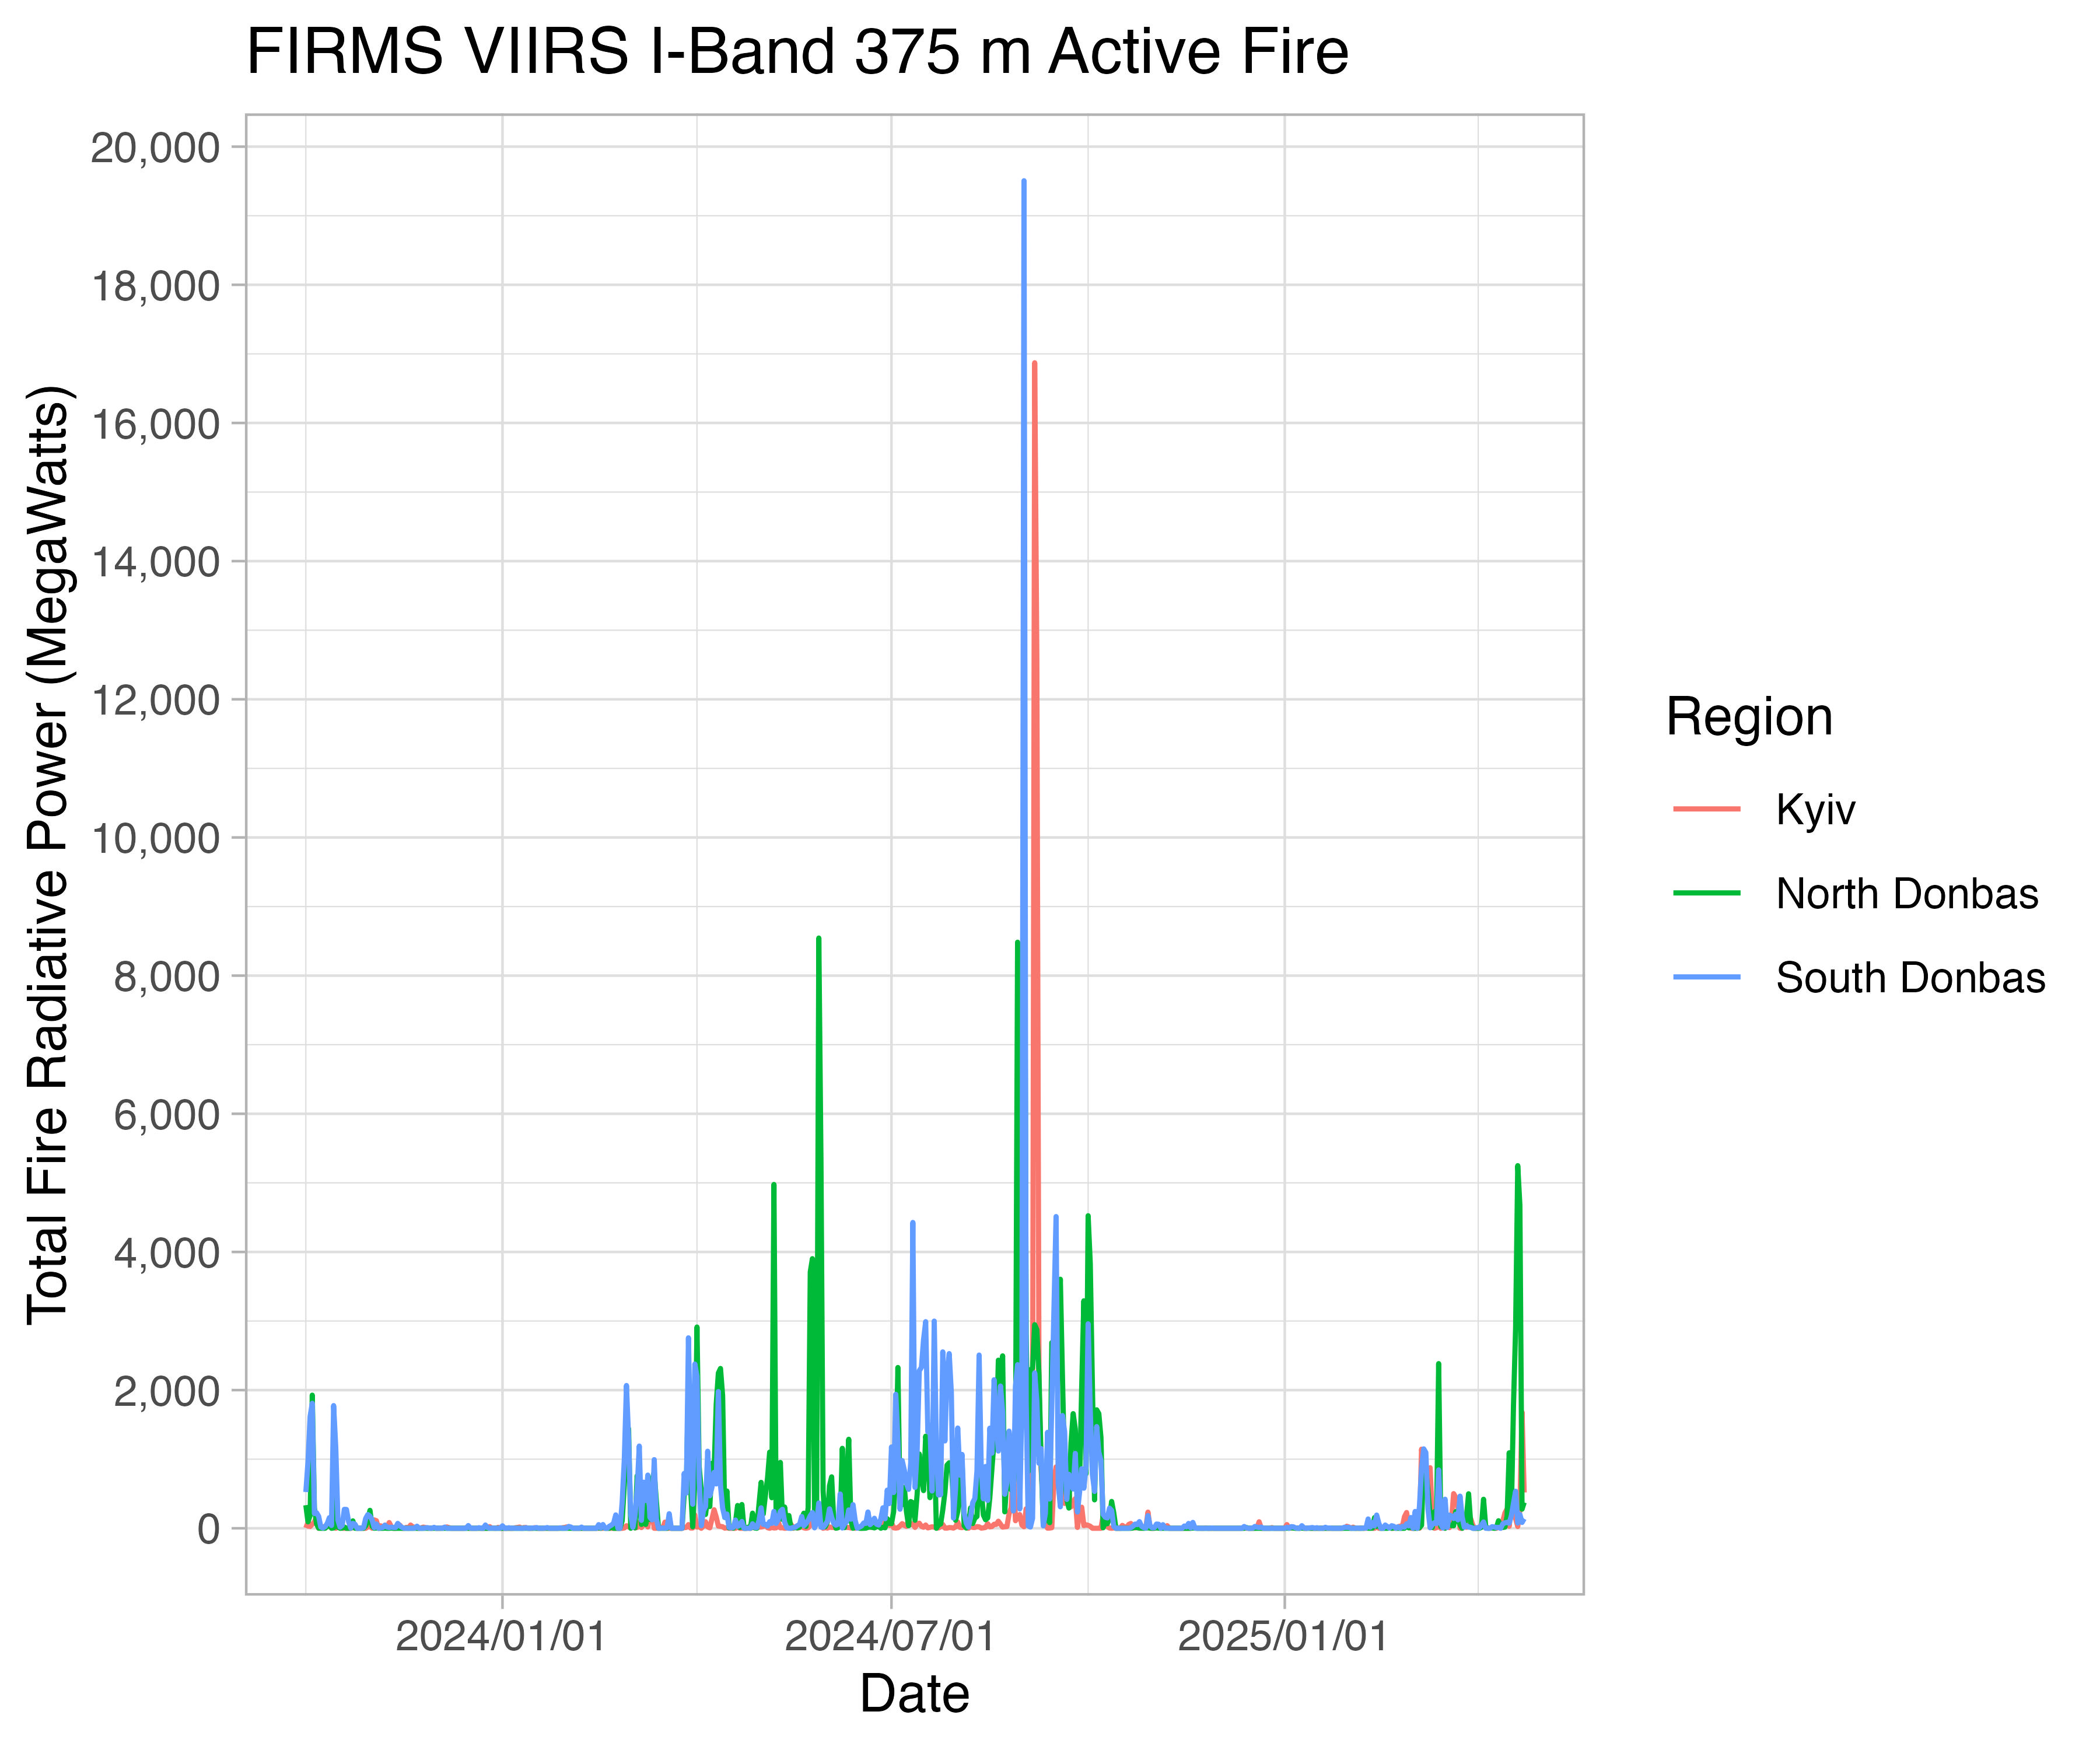 FIRMS VIIRS I-Band 375 m Active Fire
Total Fire Radiative Power (MegaWatts)
20,000
18,000
16,000
14,000
12,000
10,000
8,000
6,000
4,000
2,000
0
2024/01/01
2024/07/01
2025/01/01
Date
Region
Kyiv
North Donbas
South Donbas